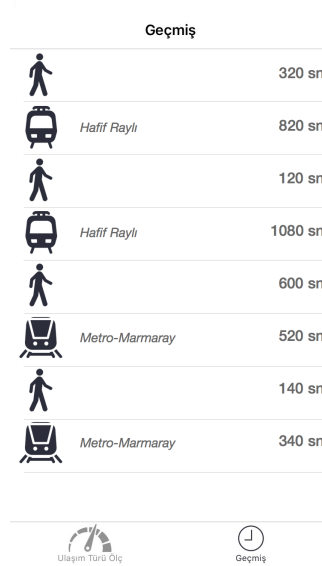 Geçmiş
320 sn
Hafif Raylı 820 sn
120 sn
Hafif Raylı 1080 sn
600 sn
Metro-Marmaray 520 sn
140 sn
Metro-Marmaray 340 sn
Ulaşım Türü Ölç Geçmiş